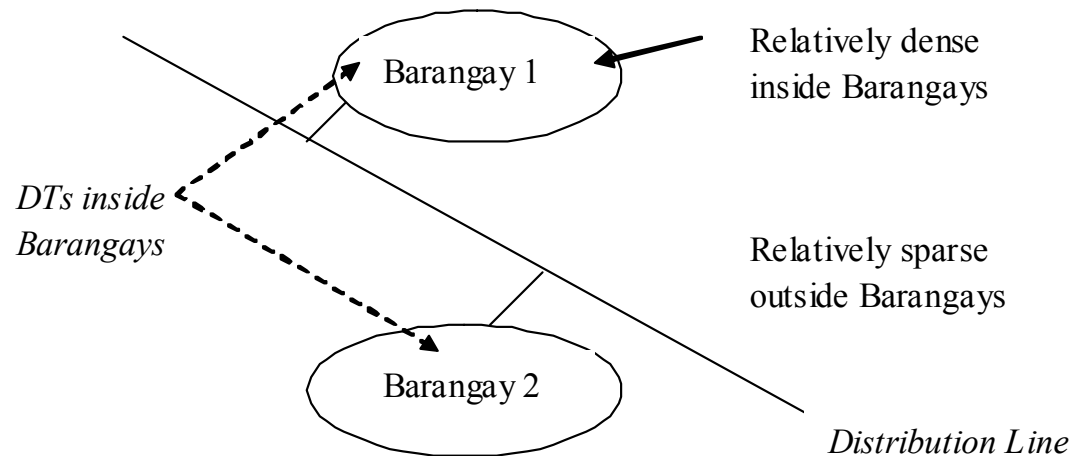 Barangay 1
Relatively dense
inside Barangays
DTs inside
Barangays
Relatively sparse
outside Barangays
Barangay 2
Distribution Line